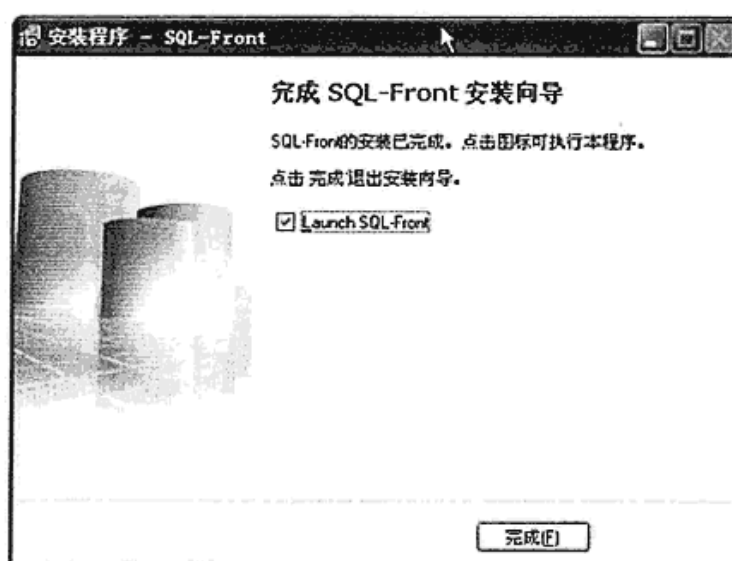 安装程序 - SQL-Front
完成 SQL-Front 安装向导
SQL-Front的安装已完成。点击图标可执行本程序。
点击 完成 退出安装向导。
Launch SQL-Front
完成(F)